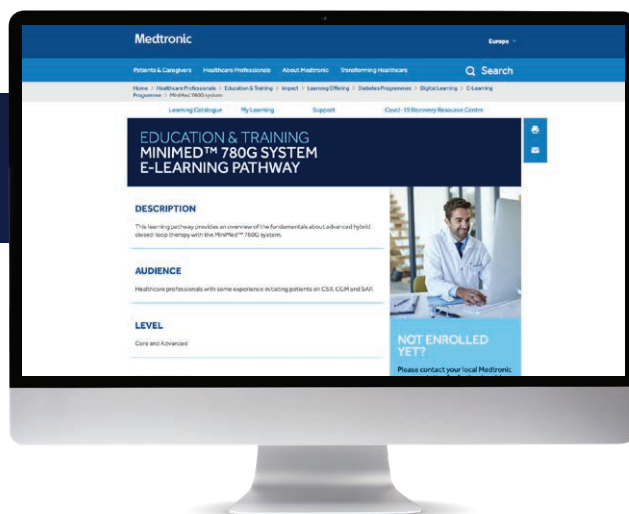 Medtronic
Europe
Patients & Caregivers Healthcare Professionals About Medtronic Transforming Healthcare Search
Home > Healthcare Professionals > Education & Training > Impact > Learning Offering > Diabetes Programmes > Digital Learning > E-Learning
Programme > MiniMed 780G system
Learning Catalogue My Learning Support Covid-19 Recovery Resource Centre
EDUCATION & TRAINING
MINIMED™ 780G SYSTEM
E-LEARNING PATHWAY
DESCRIPTION
This learning pathway provides an overview of the fundamentals about advanced hybrid
closed-loop therapy with the MiniMed™ 780G system.
AUDIENCE
Healthcare professionals with some experience initiating patients on CSII, CGM and SAP.
LEVEL
Core and Advanced
NOT ENROLLED
YET?
Please contact your local Medtronic